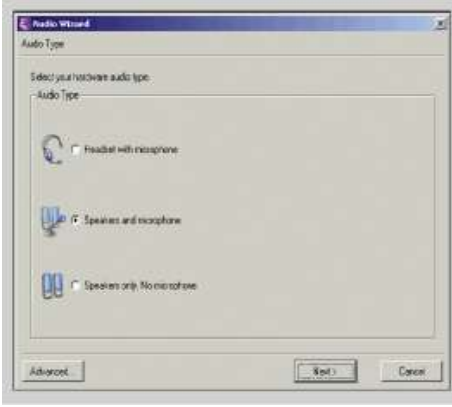 Audio Wizard
Audio Type
Select your hardware audio type.
Audio Type
Headset with microphone
Speakers and microphone
Speakers only. No microphone
Advanced...
Next >
Cancel